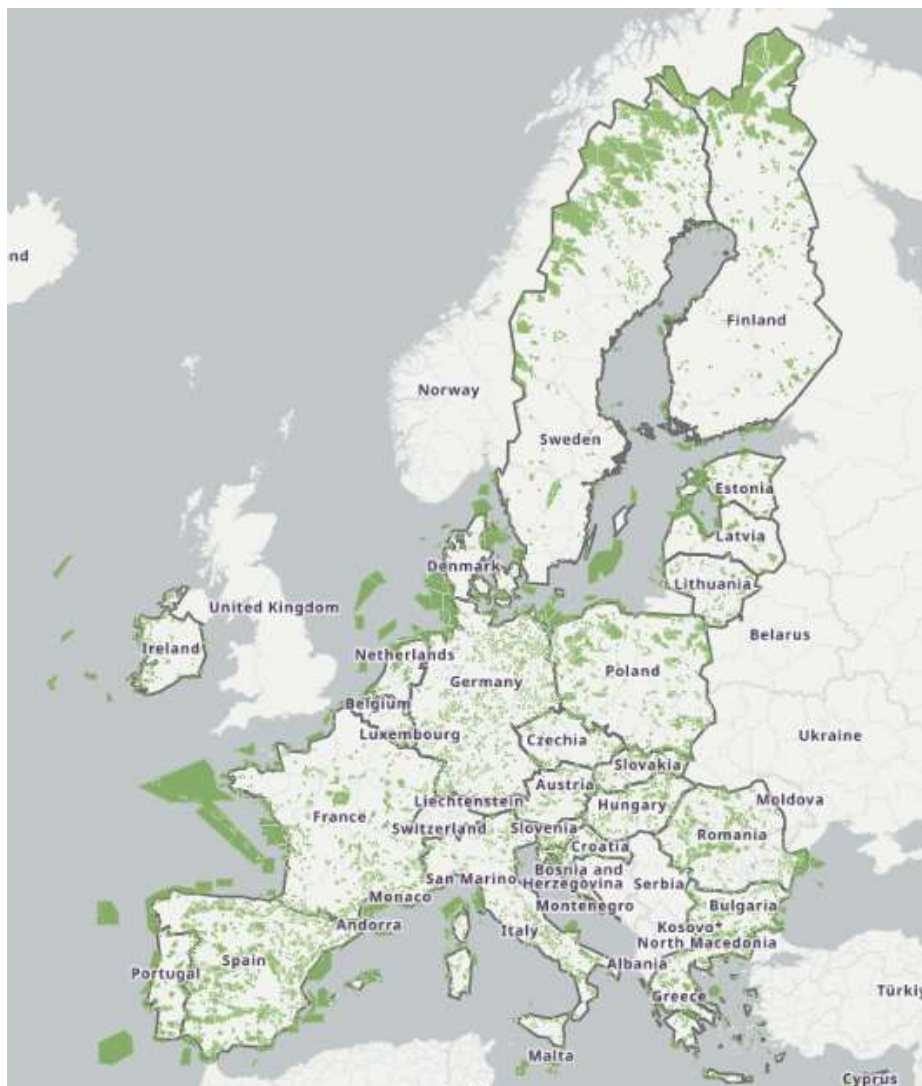 nd
Norway
Finland
Sweden
Estonia
Latvia
Denmark
Lithuania
United Kingdom
Belarus
Ireland
Netherlands
Poland
Germany
Belgium
Luxembourg
Czechia
Ukraine
Slovakia
Austria
Liechtenstein
Hungary
Moldova
France
Switzerland
Slovenia
Romania
Croatia
San Marino
Bosnia and
Herzegovina
Serbia
Monaco
Montenegro
Bulgaria
Andorra
Italy
Kosovo*
North Macedonia
Portugal
Spain
Albania
Greece
Türkiy
Malta
Cyprus